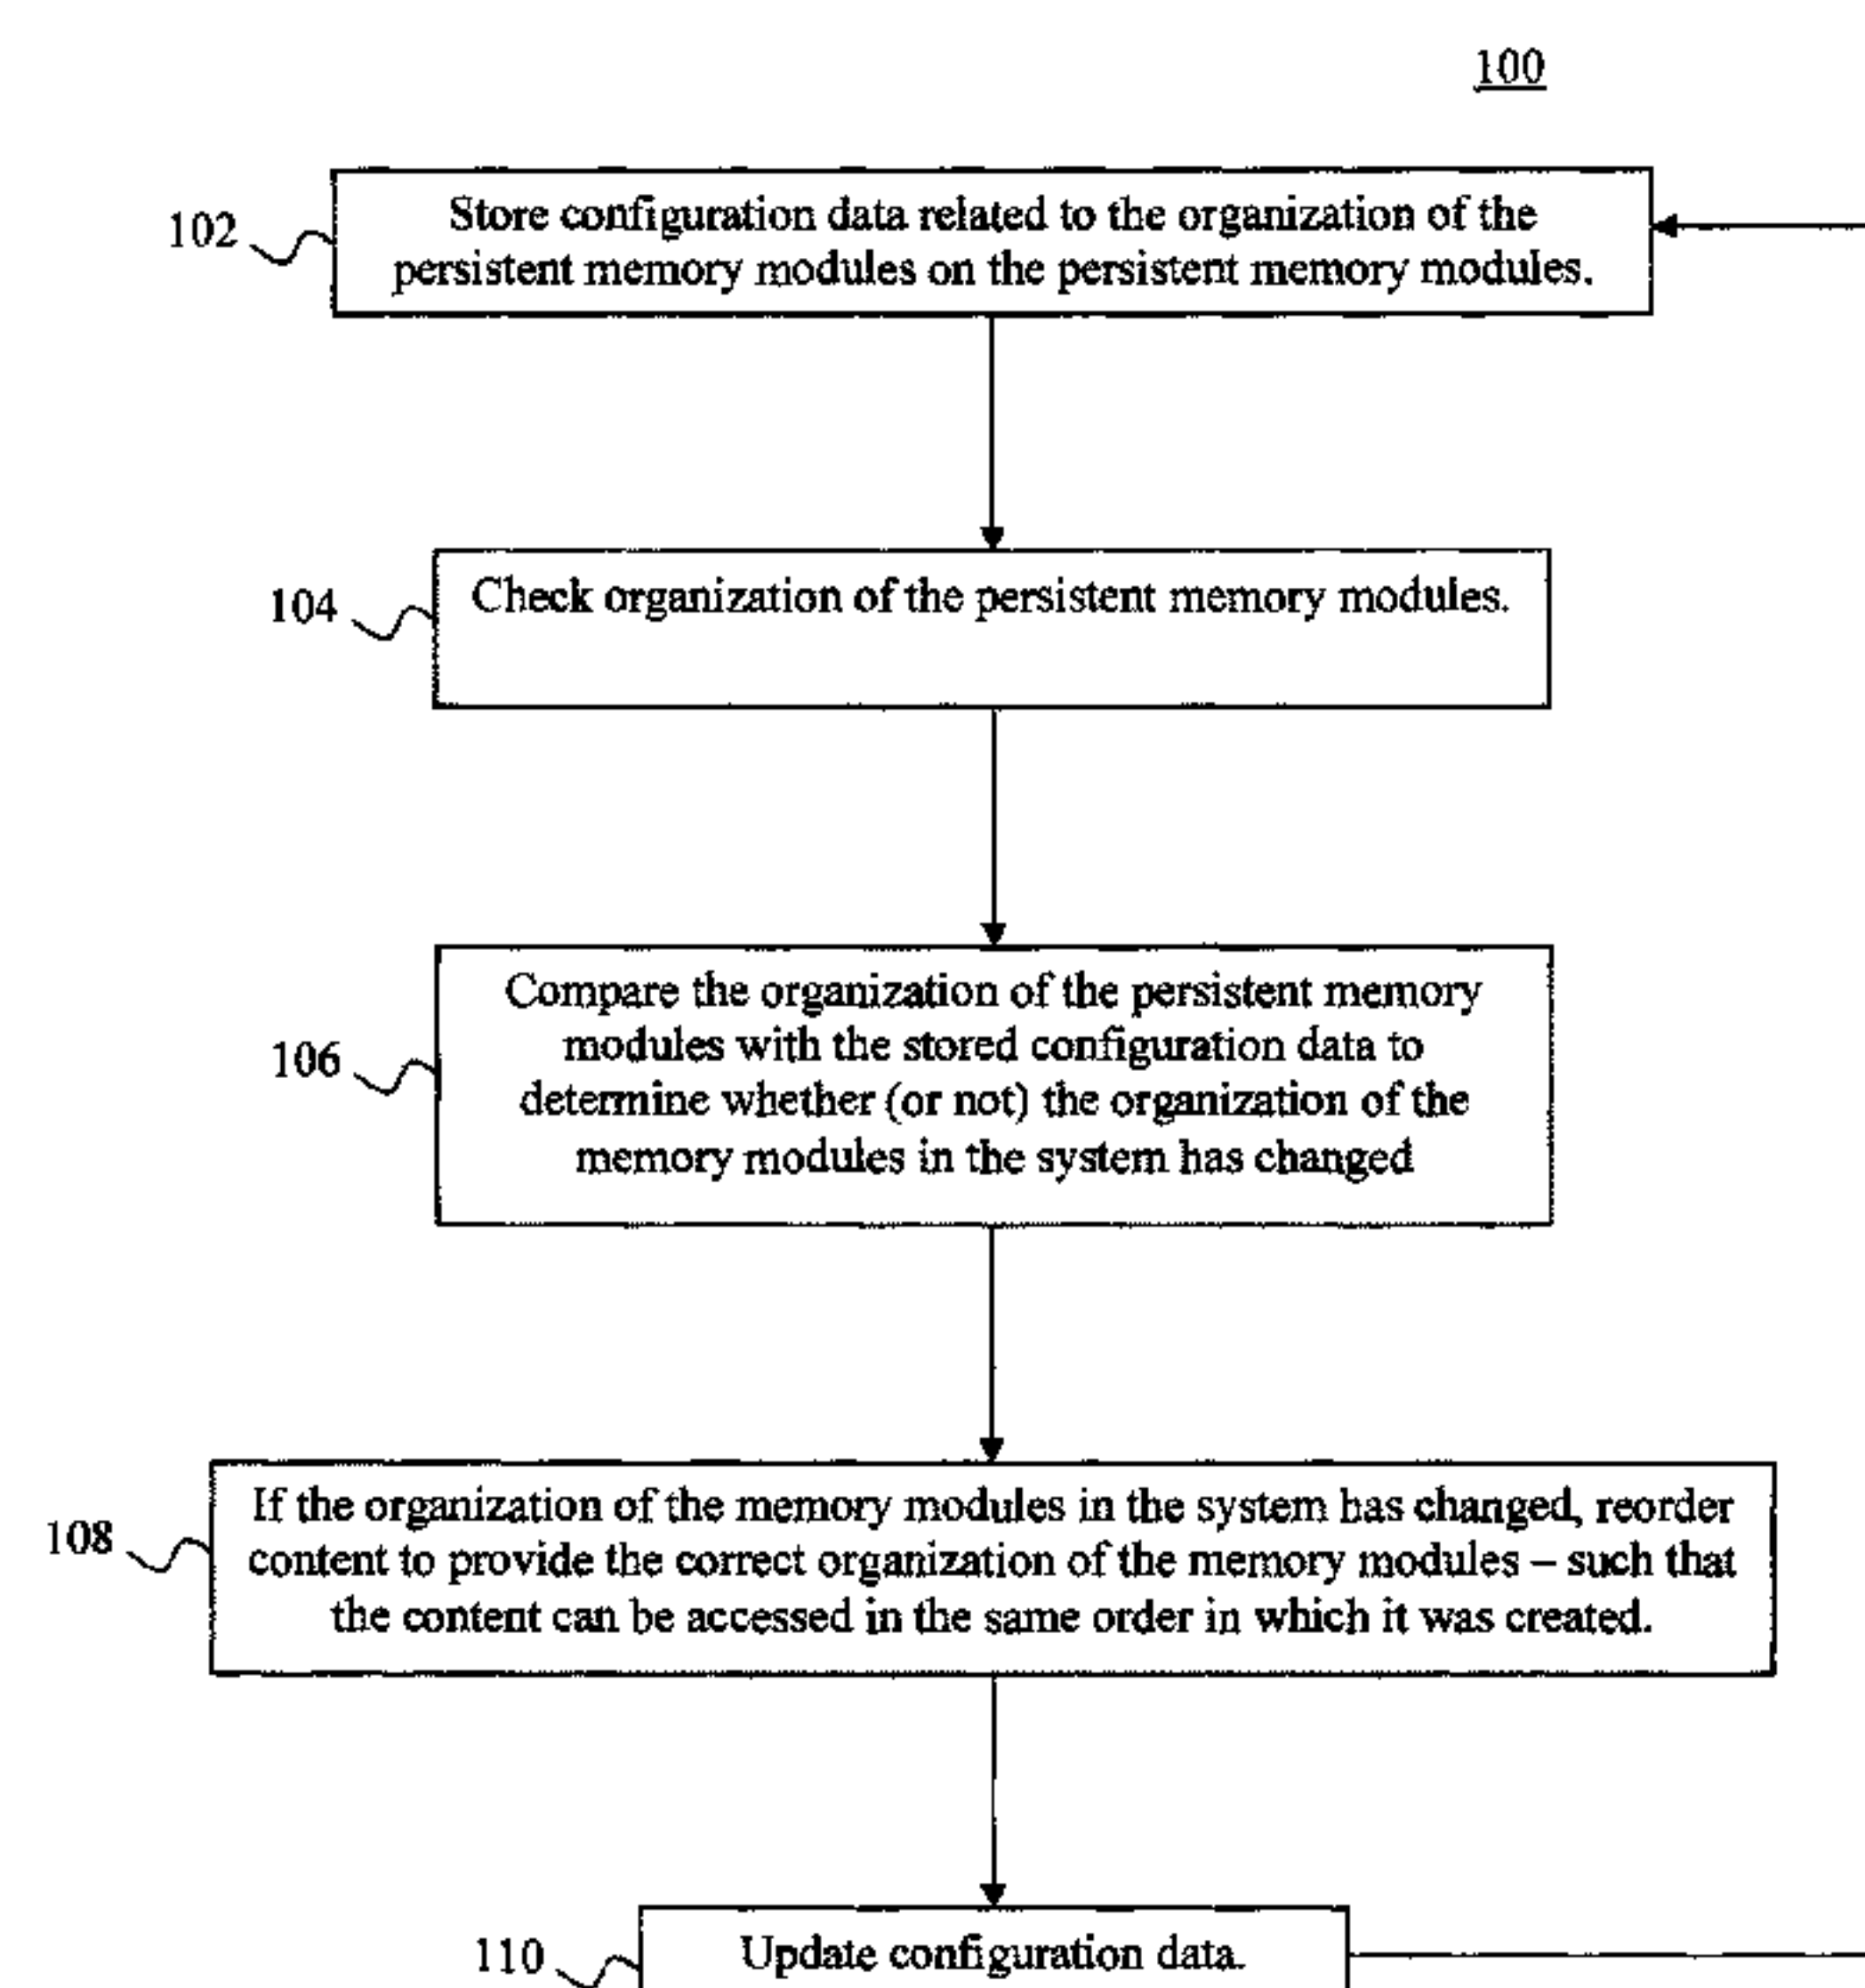 100
102
Store configuration data related to the organization of the
persistent memory modules on the persistent memory modules.
104
Check organization of the persistent memory modules.
106
Compare the organization of the persistent memory
modules with the stored configuration data to
determine whether (or not) the organization of the
memory modules in the system has changed
108
If the organization of the memory modules in the system has changed, reorder
content to provide the correct organization of the memory modules – such that
the content can be accessed in the same order in which it was created.
110
Update configuration data.